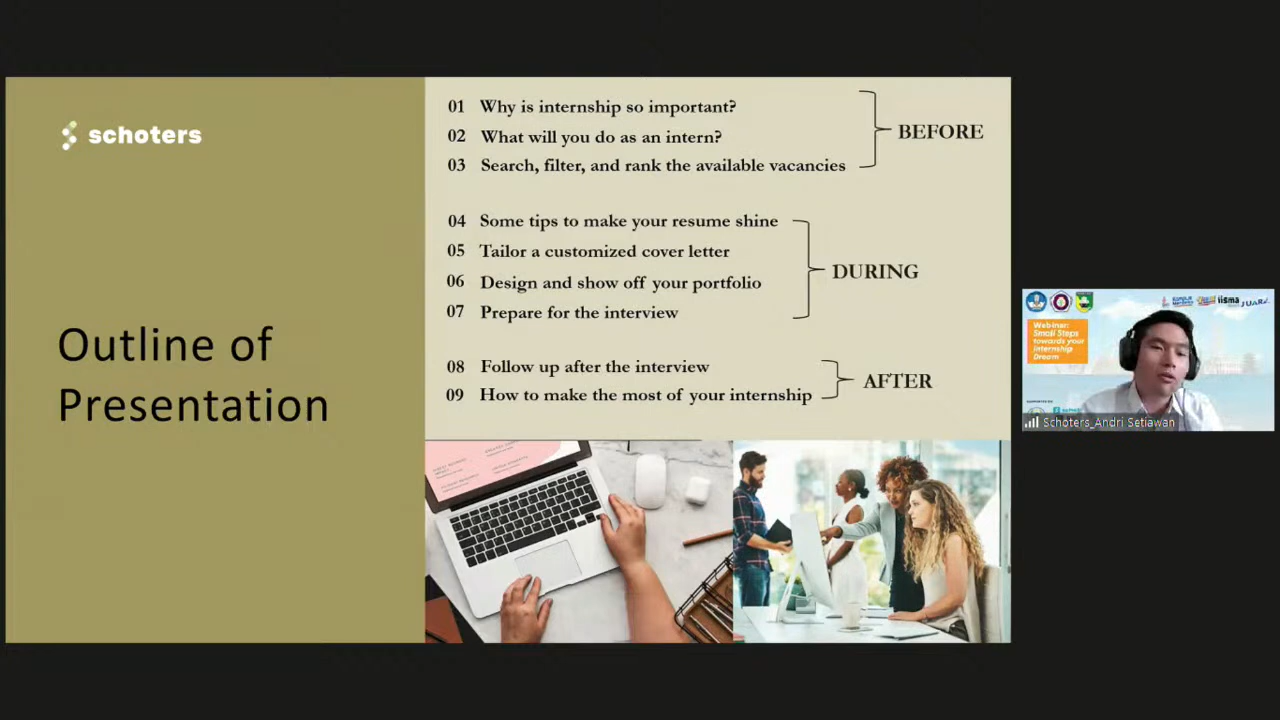 schoters
Outline of
Presentation
01 Why is internship so important?
02 What will you do as an intern?
03 Search, filter, and rank the available vacancies
BEFORE
04 Some tips to make your resume shine
05 Tailor a customized cover letter
06 Design and show off your portfolio
07 Prepare for the interview
DURING
08 Follow up after the interview
09 How to make the most of your internship
AFTER
iisma
JUARA
Webinar:
Small Steps
towards your
Internship
Dream
Schoters_Andri Setiawan